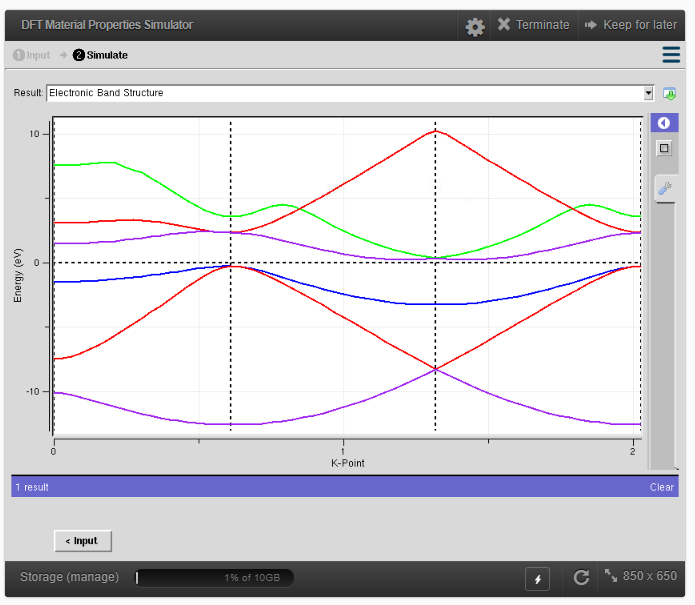 DFT Material Properties Simulator
Terminate
Keep for later
1 Input → 2 Simulate
Result: Electronic Band Structure
10
0
-10
Energy (eV)
0 1 2
K-Point
1 result
Clear
< Input
Storage (manage)
1% of 10GB
850 x 650